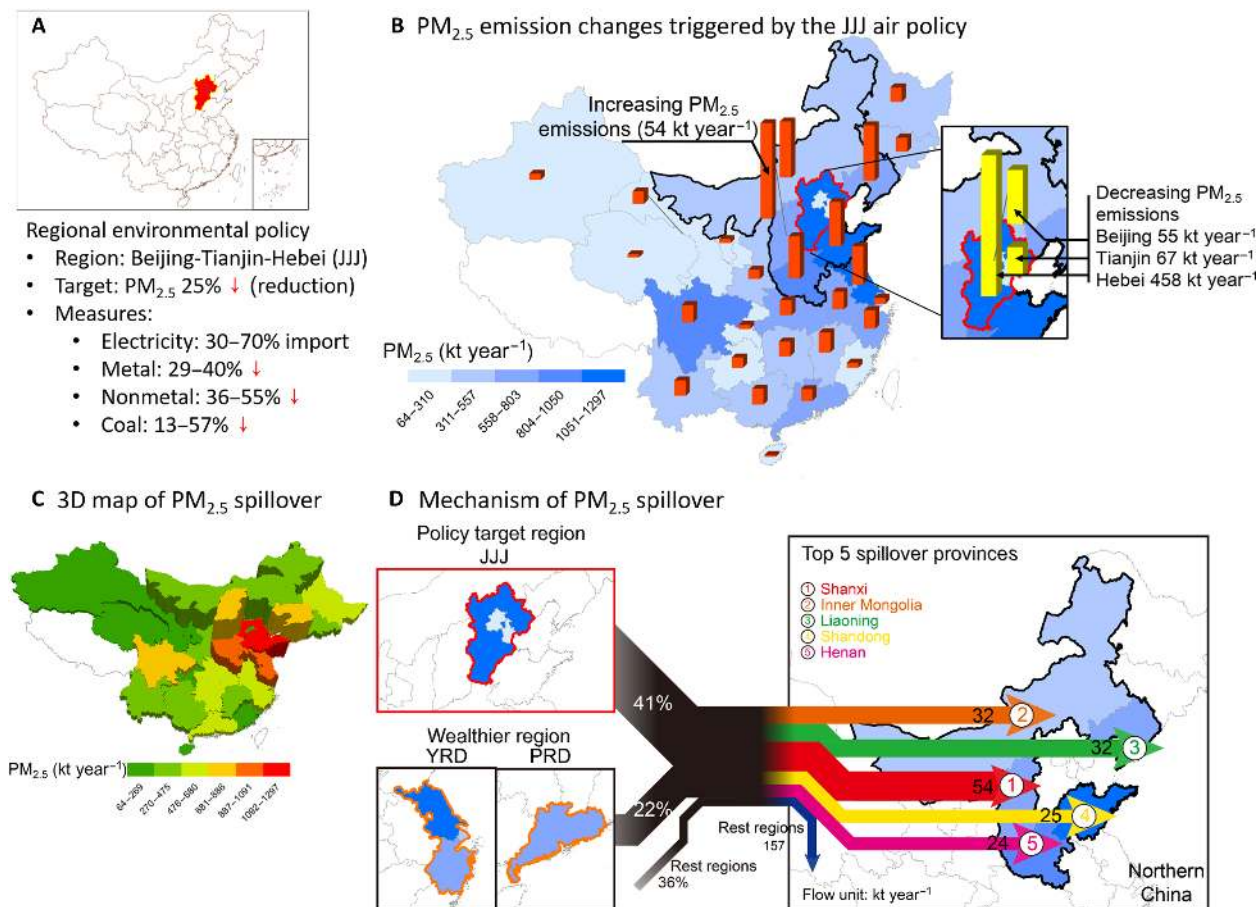 A
Regional environmental policy
• Region: Beijing-Tianjin-Hebei (JJJ)
• Target: PM2.5 25% ↓ (reduction)
• Measures:
• Electricity: 30–70% import
• Metal: 29–40% ↓
• Nonmetal: 36–55% ↓
• Coal: 13–57% ↓
B PM2.5 emission changes triggered by the JJJ air policy
Increasing PM2.5
emissions (54 kt year−1)
Decreasing PM2.5
emissions
Beijing 55 kt year−1
Tianjin 67 kt year−1
Hebei 458 kt year−1
PM2.5 (kt year−1)
64–310
311–557
558–803
804–1050
1051–1297
C 3D map of PM2.5 spillover
PM2.5 (kt year−1)
64–269
270–475
476–680
881–886
887–1091
1092–1297
D Mechanism of PM2.5 spillover
Policy target region
JJJ
Wealthier region
YRD
PRD
41%
22%
Rest regions
36%
Rest regions
157
Top 5 spillover provinces
1 Shanxi
2 Inner Mongolia
3 Liaoning
4 Shandong
5 Henan
32 2
32 3
54 1
25 4
24 5
Flow unit: kt year−1
Northern
China